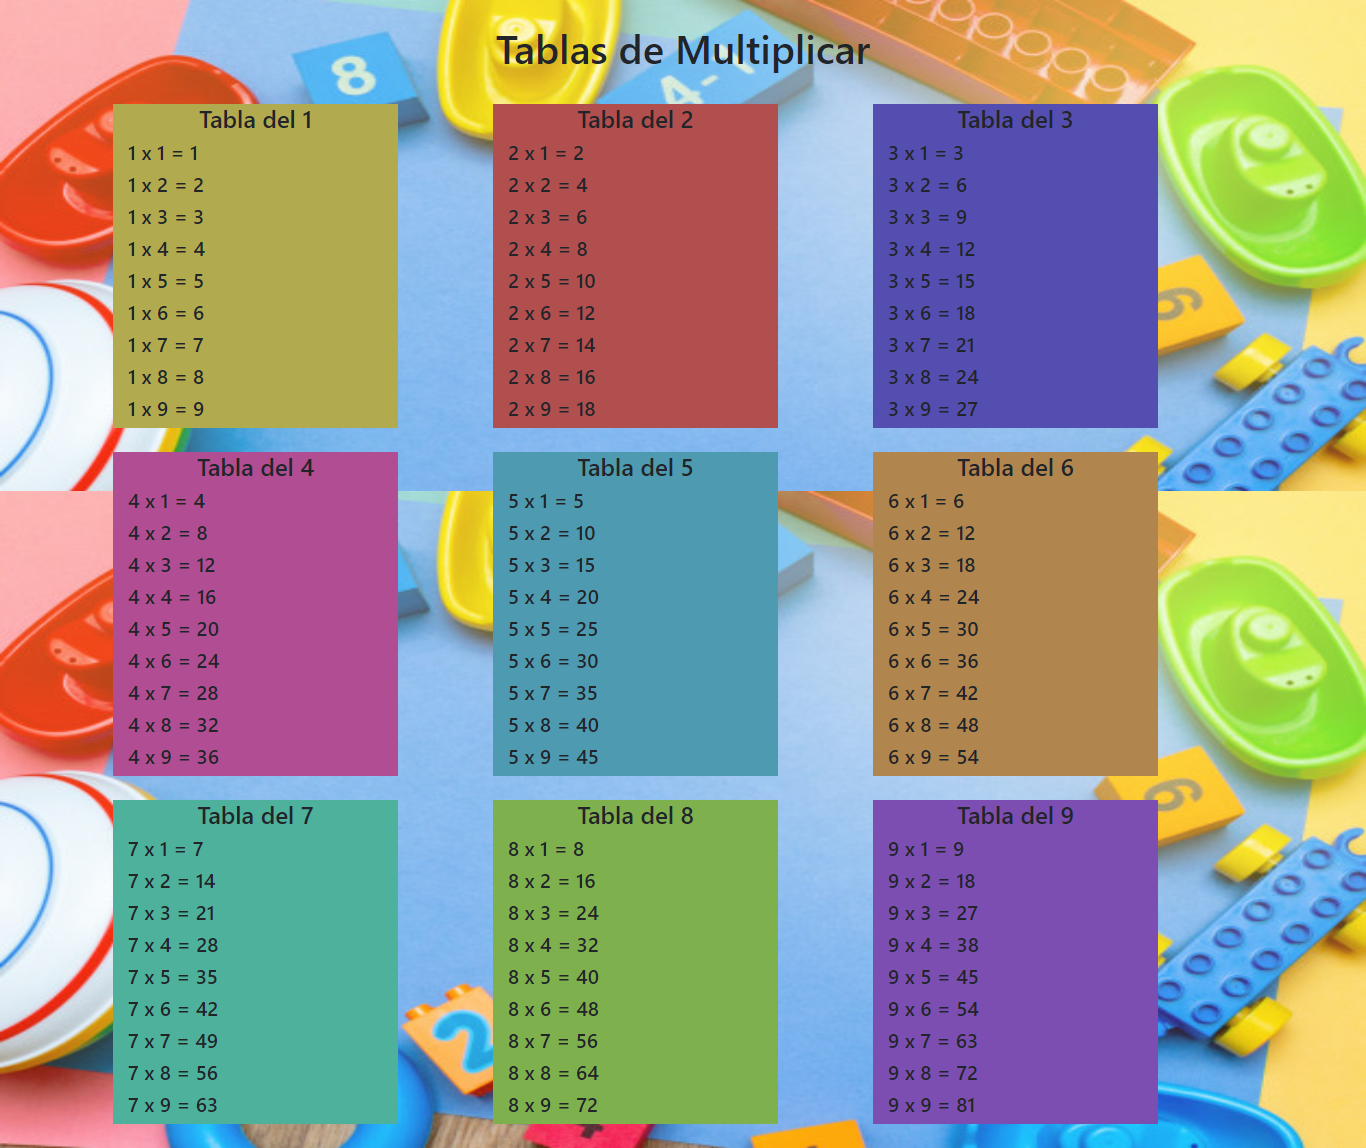 8
4-1
Tablas de Multiplicar
Tabla del 1
1 x 1 = 1
1 x 2 = 2
1 x 3 = 3
1 x 4 = 4
1 x 5 = 5
1 x 6 = 6
1 x 7 = 7
1 x 8 = 8
1 x 9 = 9
Tabla del 2
2 x 1 = 2
2 x 2 = 4
2 x 3 = 6
2 x 4 = 8
2 x 5 = 10
2 x 6 = 12
2 x 7 = 14
2 x 8 = 16
2 x 9 = 18
Tabla del 3
3 x 1 = 3
3 x 2 = 6
3 x 3 = 9
3 x 4 = 12
3 x 5 = 15
3 x 6 = 18
3 x 7 = 21
3 x 8 = 24
3 x 9 = 27
6
Tabla del 4
4 x 1 = 4
4 x 2 = 8
4 x 3 = 12
4 x 4 = 16
4 x 5 = 20
4 x 6 = 24
4 x 7 = 28
4 x 8 = 32
4 x 9 = 36
Tabla del 5
5 x 1 = 5
5 x 2 = 10
5 x 3 = 15
5 x 4 = 20
5 x 5 = 25
5 x 6 = 30
5 x 7 = 35
5 x 8 = 40
5 x 9 = 45
Tabla del 6
6 x 1 = 6
6 x 2 = 12
6 x 3 = 18
6 x 4 = 24
6 x 5 = 30
6 x 6 = 36
6 x 7 = 42
6 x 8 = 48
6 x 9 = 54
6
Tabla del 7
7 x 1 = 7
7 x 2 = 14
7 x 3 = 21
7 x 4 = 28
7 x 5 = 35
7 x 6 = 42
7 x 7 = 49
7 x 8 = 56
7 x 9 = 63
2
Tabla del 8
8 x 1 = 8
8 x 2 = 16
8 x 3 = 24
8 x 4 = 32
8 x 5 = 40
8 x 6 = 48
8 x 7 = 56
8 x 8 = 64
8 x 9 = 72
Tabla del 9
9 x 1 = 9
9 x 2 = 18
9 x 3 = 27
9 x 4 = 38
9 x 5 = 45
9 x 6 = 54
9 x 7 = 63
9 x 8 = 72
9 x 9 = 81